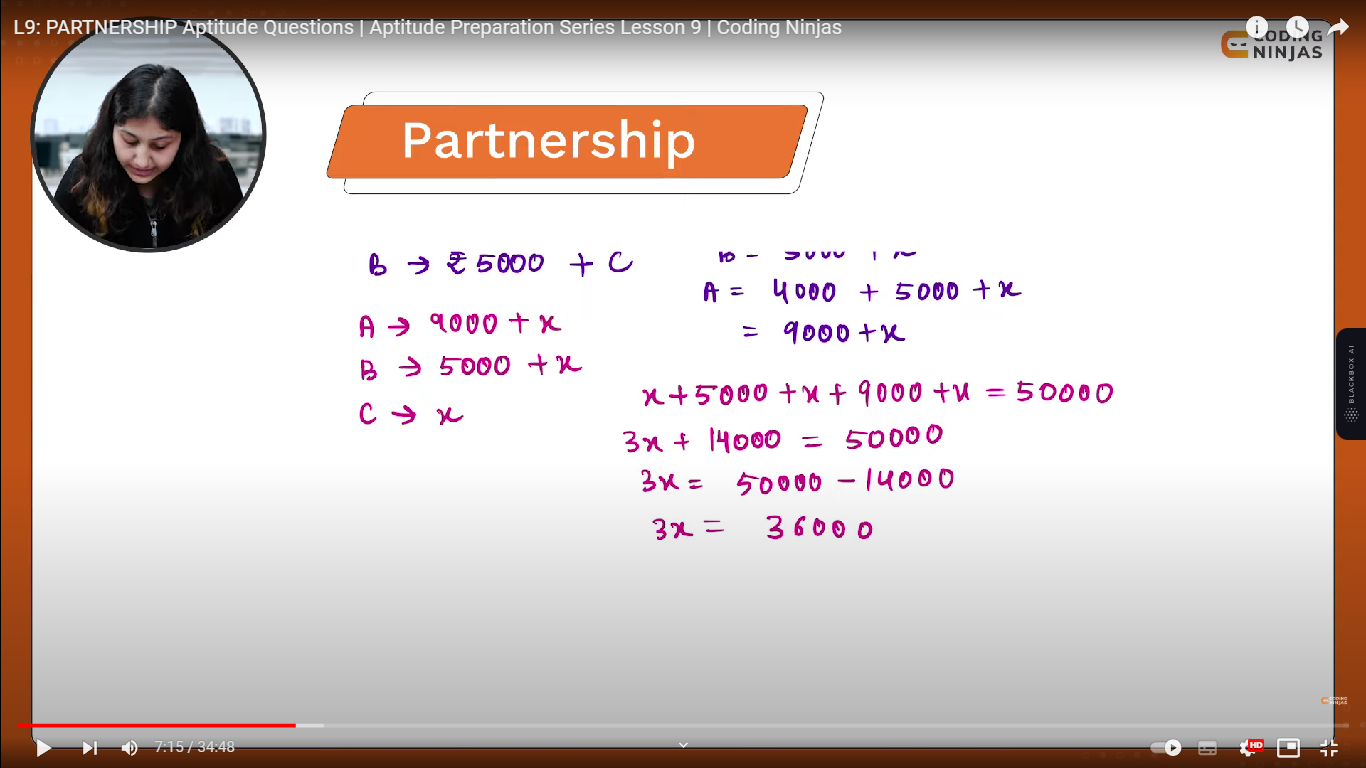 L9: PARTNERSHIP Aptitude Questions | Aptitude Preparation Series Lesson 9 | Coding Ninjas
CODING
NINJAS
Partnership
B → ₹ 5000 + C
A = 4000 + 5000 + x
= 9000 + x
A → 9000 + x
B → 5000 + x
C → x
x + 5000 + x + 9000 + x = 50000
3x + 14000 = 50000
3x = 50000 - 14000
3x = 36000
BLACKBOX AI
CODING
NINJAS
7:15 / 34:48
HD